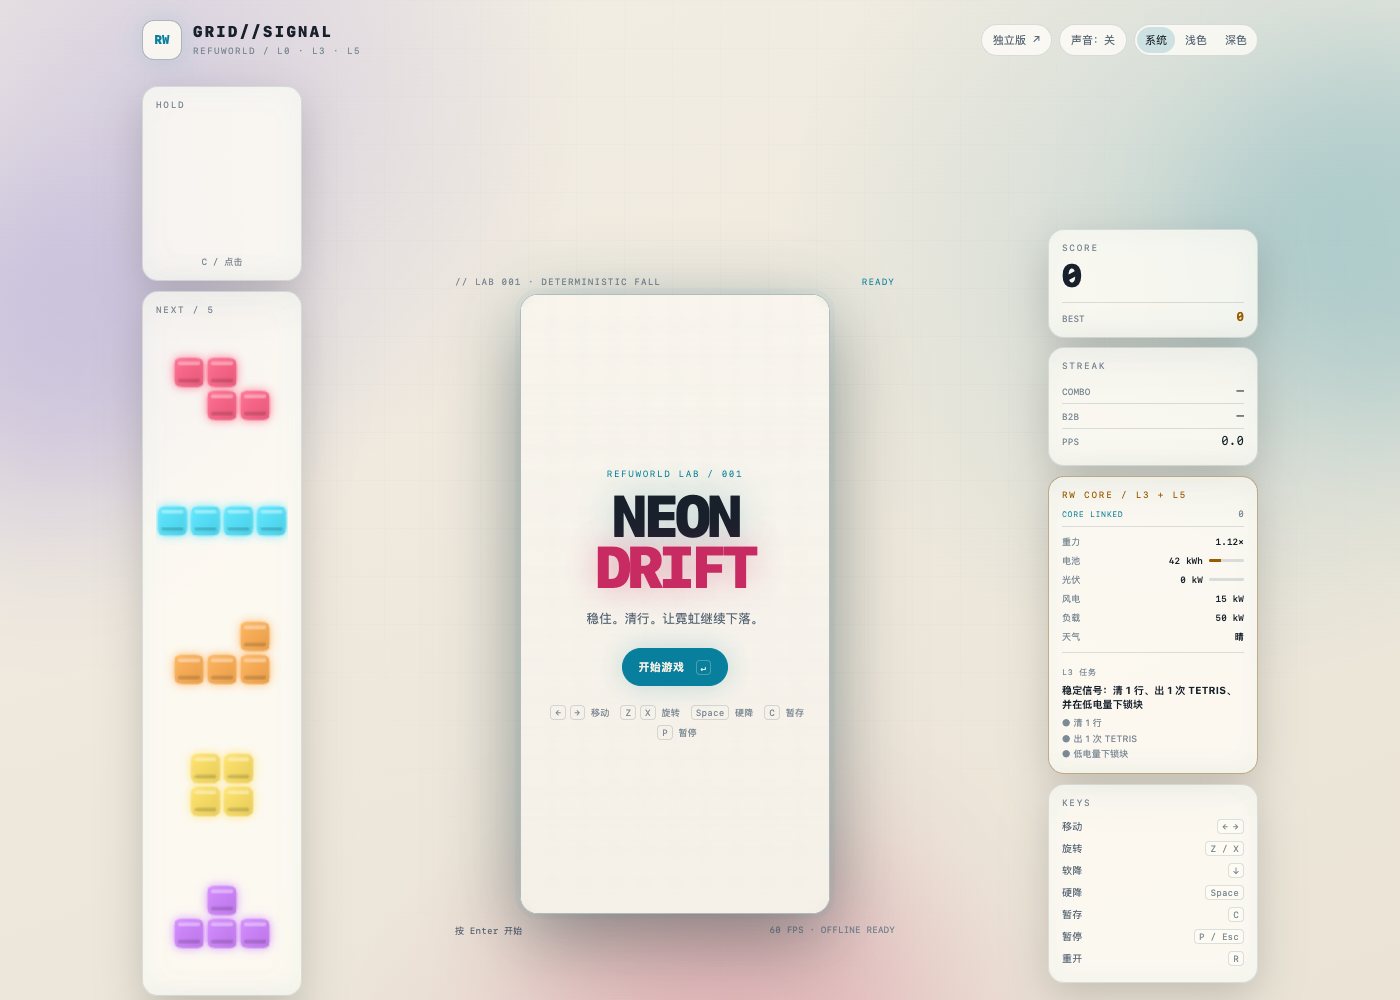 RW
GRID//SIGNAL
REFUWORLD / L0 · L3 · L5
独立版 ↗
声音: 关
系统 浅色 深色
HOLD
C / 点击
NEXT / 5
// LAB 001 · DETERMINISTIC FALL
READY
REFUWORLD LAB / 001
NEON
DRIFT
稳住。清行。让霓虹继续下落。
开始游戏 ↵
← → 移动 Z X 旋转 Space 硬降 C 暂存
P 暂停
按 Enter 开始
60 FPS · OFFLINE READY
SCORE
0
BEST 0
STREAK
COMBO —
B2B —
PPS 0.0
RW CORE / L3 + L5
CORE LINKED 0
重力 1.12×
电池 42 kWh
光伏 0 kW
风电 15 kW
负载 50 kW
天气 晴
L3 任务
稳定信号：清 1 行、出 1 次 TETRIS、
并在低电量下锁块
● 清 1 行
● 出 1 次 TETRIS
● 低电量下锁块
KEYS
移动 ← →
旋转 Z / X
软降 ↓
硬降 Space
暂存 C
暂停 P / Esc
重开 R